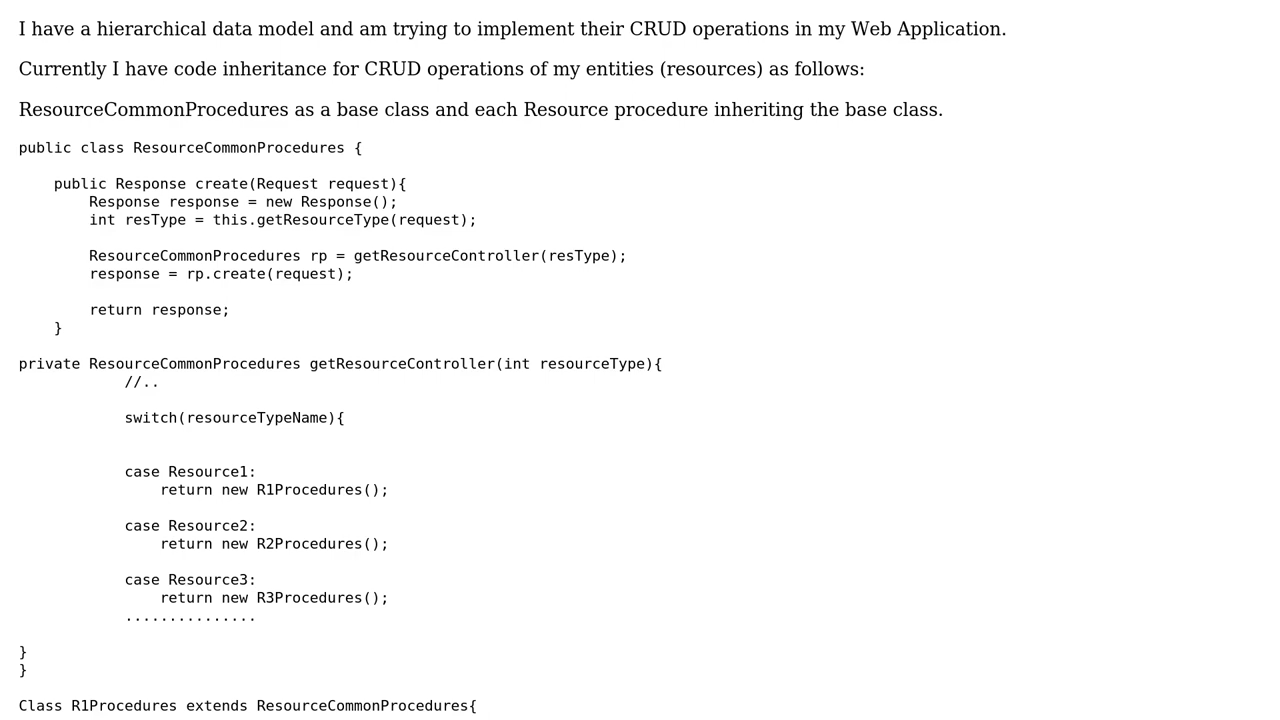 I have a hierarchical data model and am trying to implement their CRUD operations in my Web Application.
Currently I have code inheritance for CRUD operations of my entities (resources) as follows:
ResourceCommonProcedures as a base class and each Resource procedure inheriting the base class.
public class ResourceCommonProcedures {
    public Response create(Request request){
        Response response = new Response();
        int resType = this.getResourceType(request);
        ResourceCommonProcedures rp = getResourceController(resType);
        response = rp.create(request);
        return response;
    }
private ResourceCommonProcedures getResourceController(int resourceType){
            //..
            switch(resourceTypeName){
            case Resource1:
                return new R1Procedures();
            case Resource2:
                return new R2Procedures();
            case Resource3:
                return new R3Procedures();
            ...............
}
}
Class R1Procedures extends ResourceCommonProcedures{